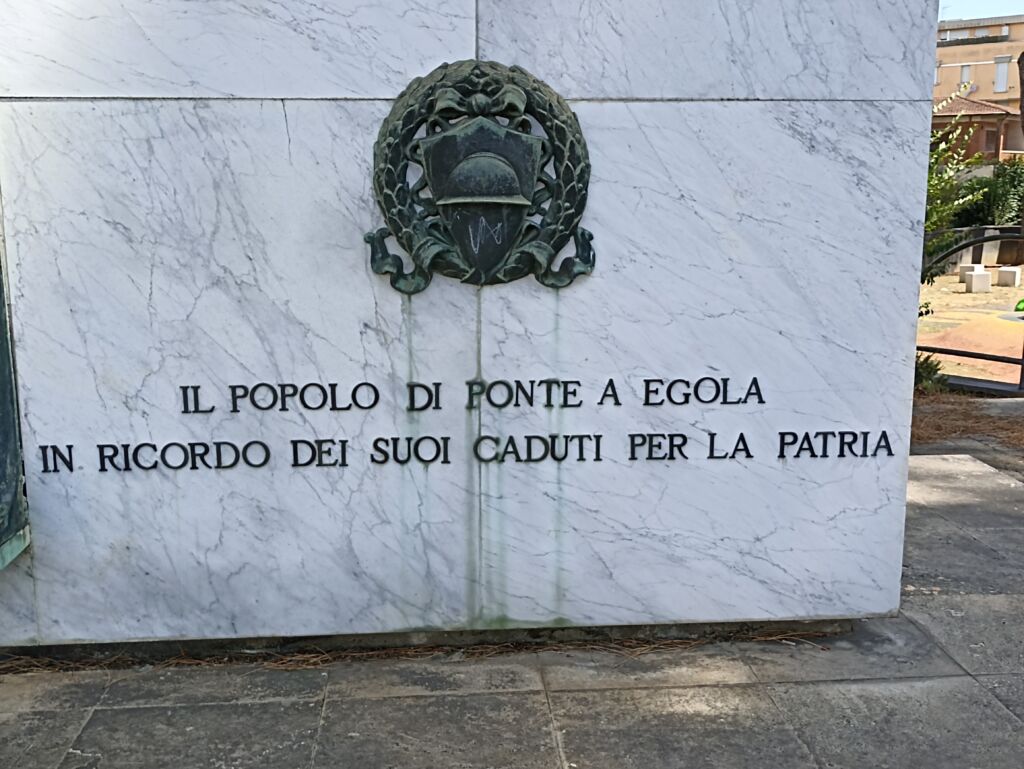 IL POPOLO DI PONTE A EGOLA
IN RICORDO DEI SUOI CADUTI PER LA PATRIA